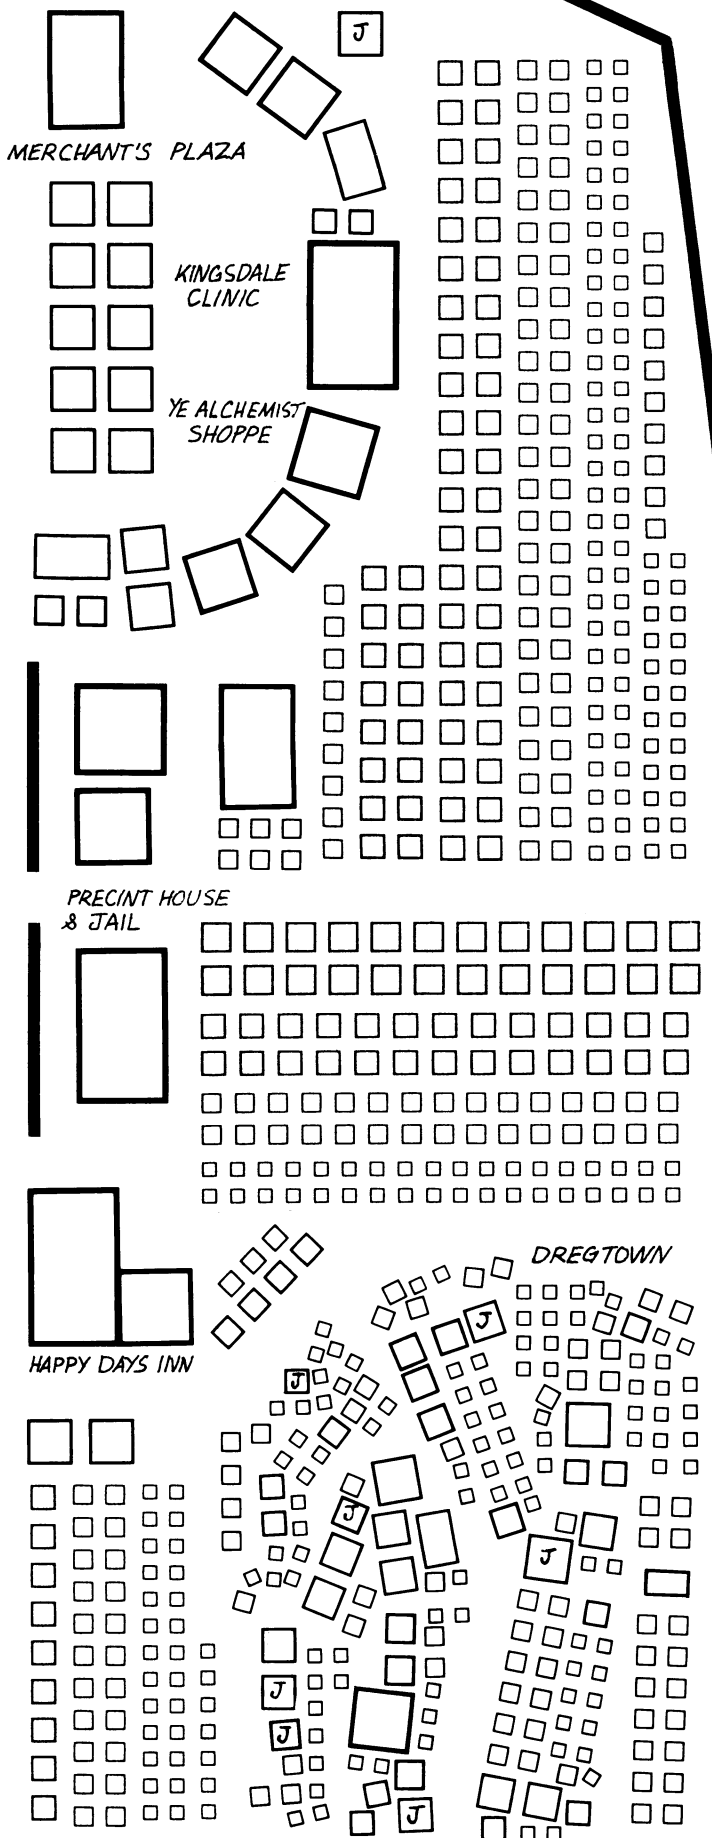 J
MERCHANT'S PLAZA
KINGSDALE
CLINIC
YE ALCHEMIST
SHOPPE
PRECINT HOUSE
& JAIL
DREGTOWN
J
HAPPY DAYS INN
J
J
J
J
J
J